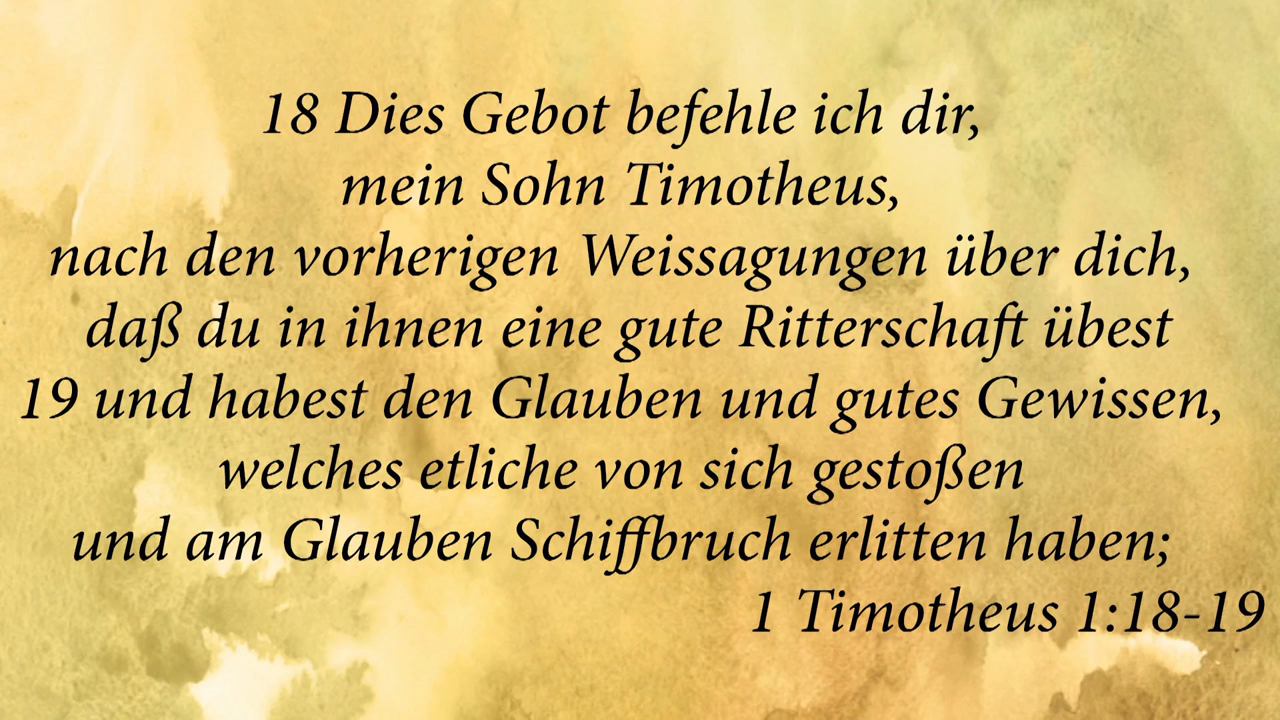 18 Dies Gebot befehle ich dir,
mein Sohn Timotheus,
nach den vorherigen Weissagungen über dich,
daß du in ihnen eine gute Ritterschaft übest
19 und habest den Glauben und gutes Gewissen,
welches etliche von sich gestoßen
und am Glauben Schiffbruch erlitten haben;
1 Timotheus 1:18-19